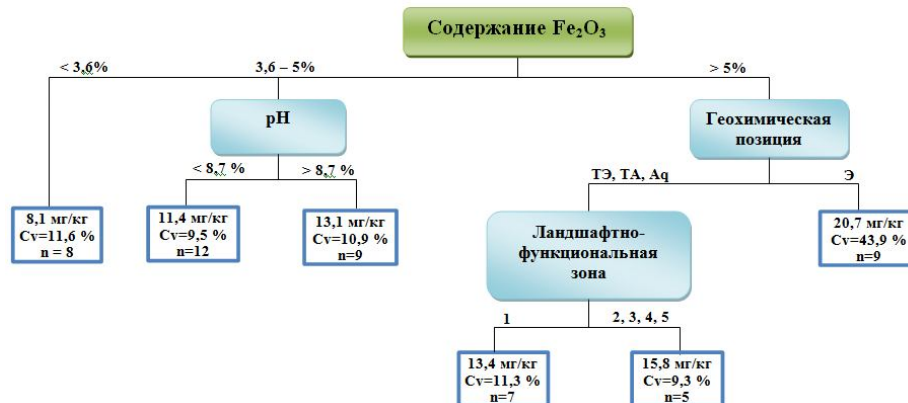 Содержание Fe₂O₃
< 3,6%
3,6 – 5%
> 5%
pH
Геохимическая
позиция
< 8,7 %
> 8,7 %
ТЭ, ТА, Aq
Э
8,1 мг/кг
Cv=11,6 %
n = 8
11,4 мг/кг
Cv=9,5 %
n=12
13,1 мг/кг
Cv=10,9 %
n=9
Ландшафтно-
функциональная
зона
20,7 мг/кг
Cv=43,9 %
n=9
1
2, 3, 4, 5
13,4 мг/кг
Cv=11,3 %
n=7
15,8 мг/кг
Cv=9,3 %
n=5